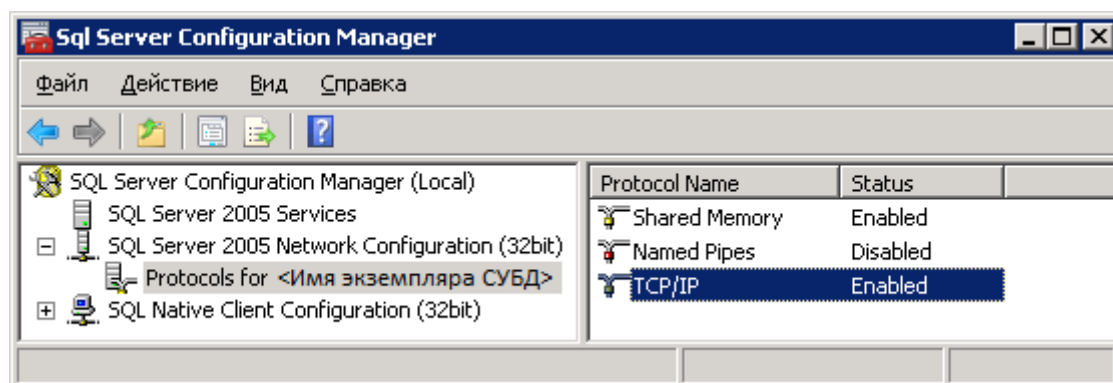 Sql Server Configuration Manager
Файл Действие Вид Справка
SQL Server Configuration Manager (Local)
SQL Server 2005 Services
SQL Server 2005 Network Configuration (32bit)
Protocols for <Имя экземпляра СУБД>
SQL Native Client Configuration (32bit)
Protocol Name Status
Shared Memory Enabled
Named Pipes Disabled
TCP/IP Enabled